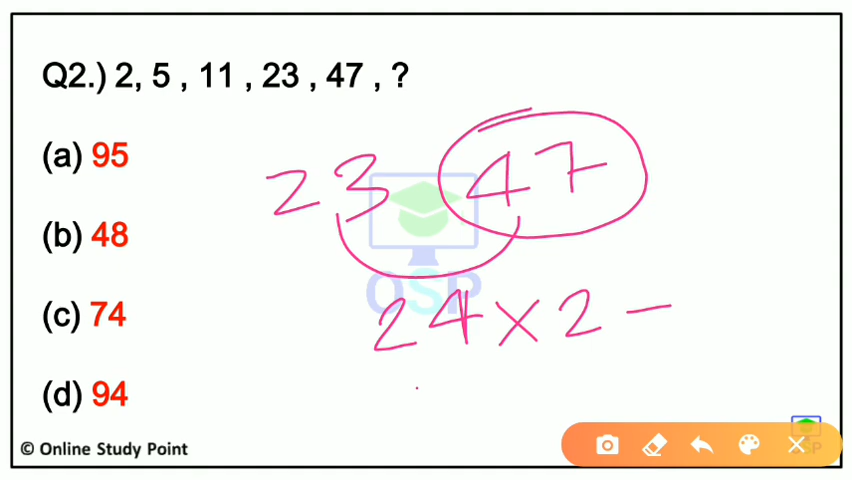 Q2.) 2, 5 , 11 , 23 , 47 , ?
(a) 95
23 47
(b) 48
OSP
24 × 2 –
(c) 74
(d) 94
© Online Study Point